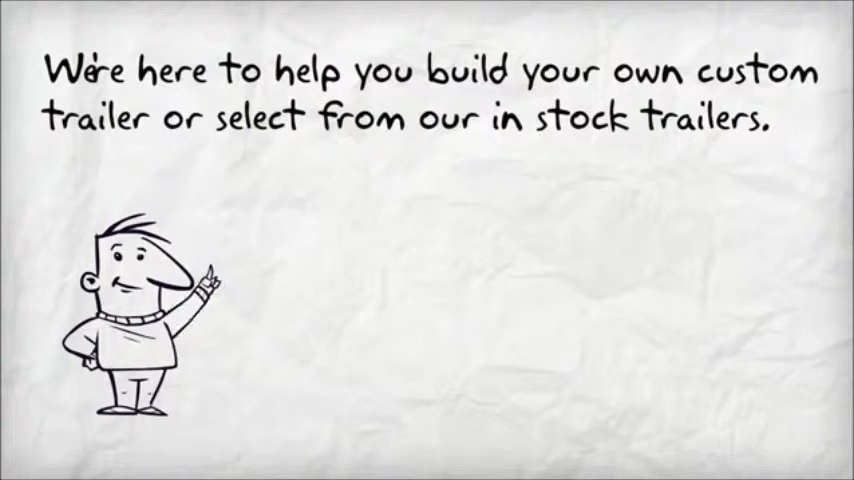 We're here to help you build your own custom
trailer or select from our in stock trailers.